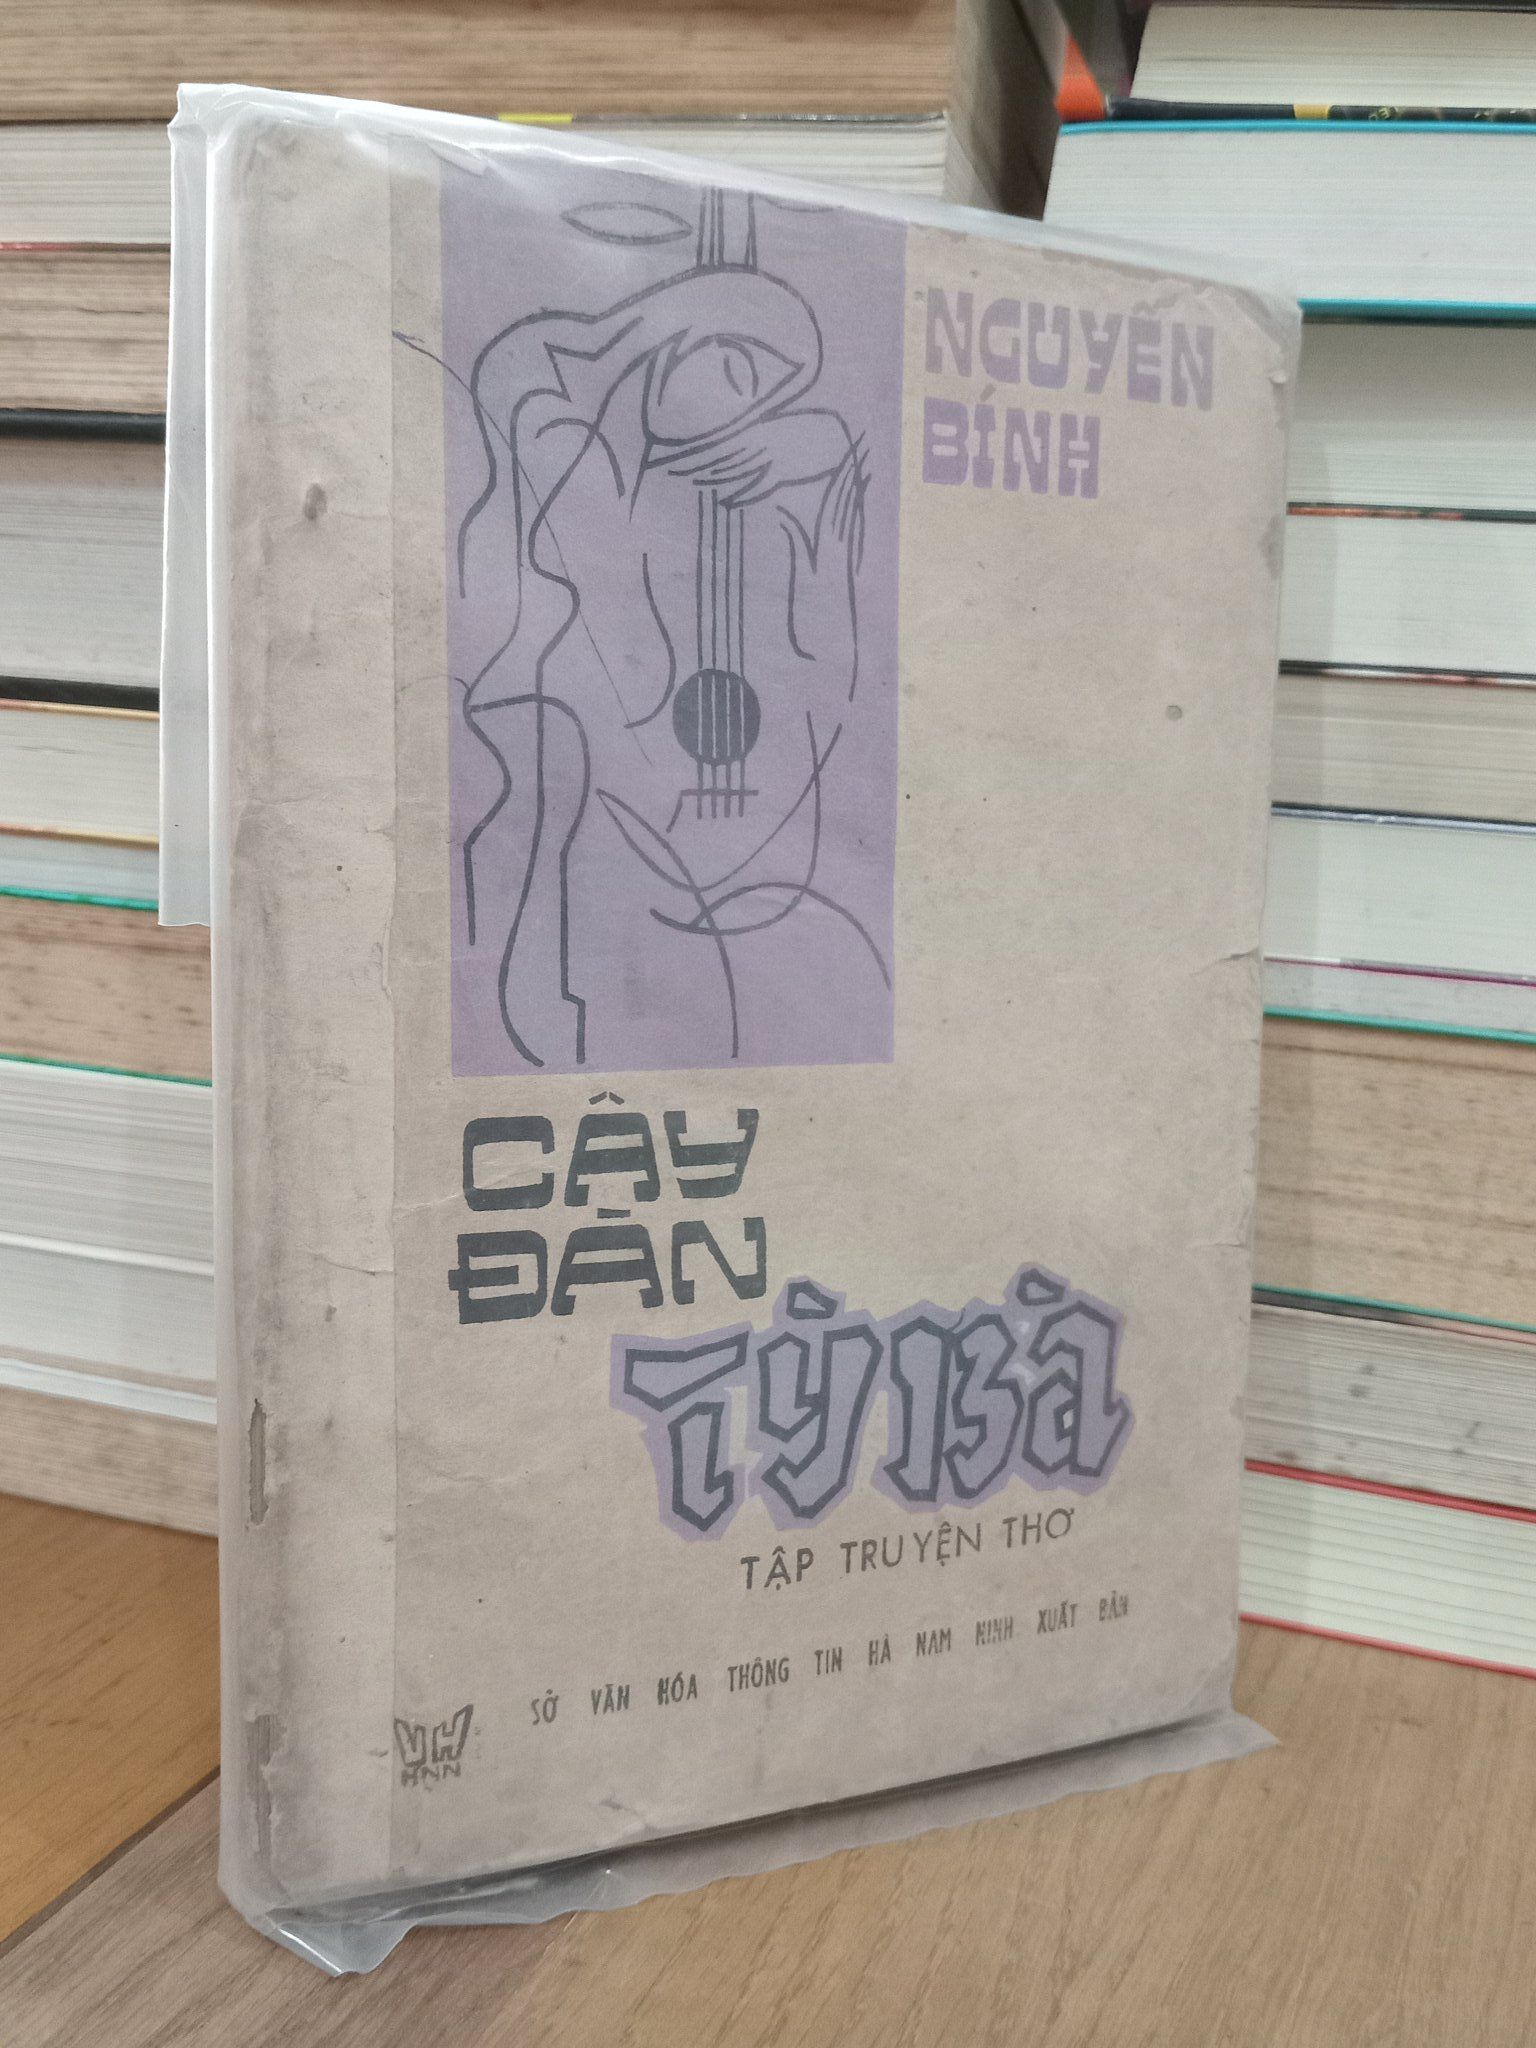 NGUYỄN
BÍNH
CÂY
ĐÀN
TỲ BÀ
TẬP TRUYỆN THƠ
SỞ VĂN HÓA THÔNG TIN HÀ NAM NINH XUẤT BẢN
VH
HNN